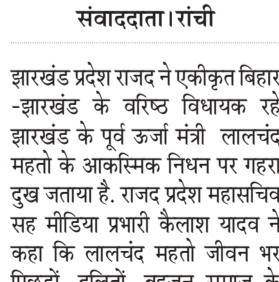 संवाददाता।रांची
झारखंड प्रदेश राजद ने एकीकृत बिहार
-झारखंड के वरिष्ठ विधायक रहे
झारखंड के पूर्व ऊर्जा मंत्री लालचंद
महतो के आकस्मिक निधन पर गहरा
दुख जताया है. राजद प्रदेश महासचिव
सह मीडिया प्रभारी कैलाश यादव ने
कहा कि लालचंद महतो जीवन भर